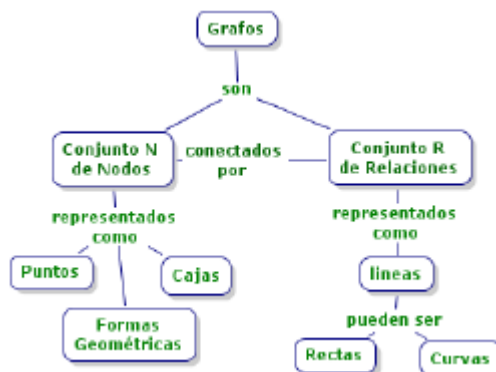 Grafos
son
Conjunto N
de Nodos
conectados
por
Conjunto R
de Relaciones
representados
como
representados
como
Puntos
Cajas
lineas
Formas
Geométricas
pueden ser
Rectas
Curvas